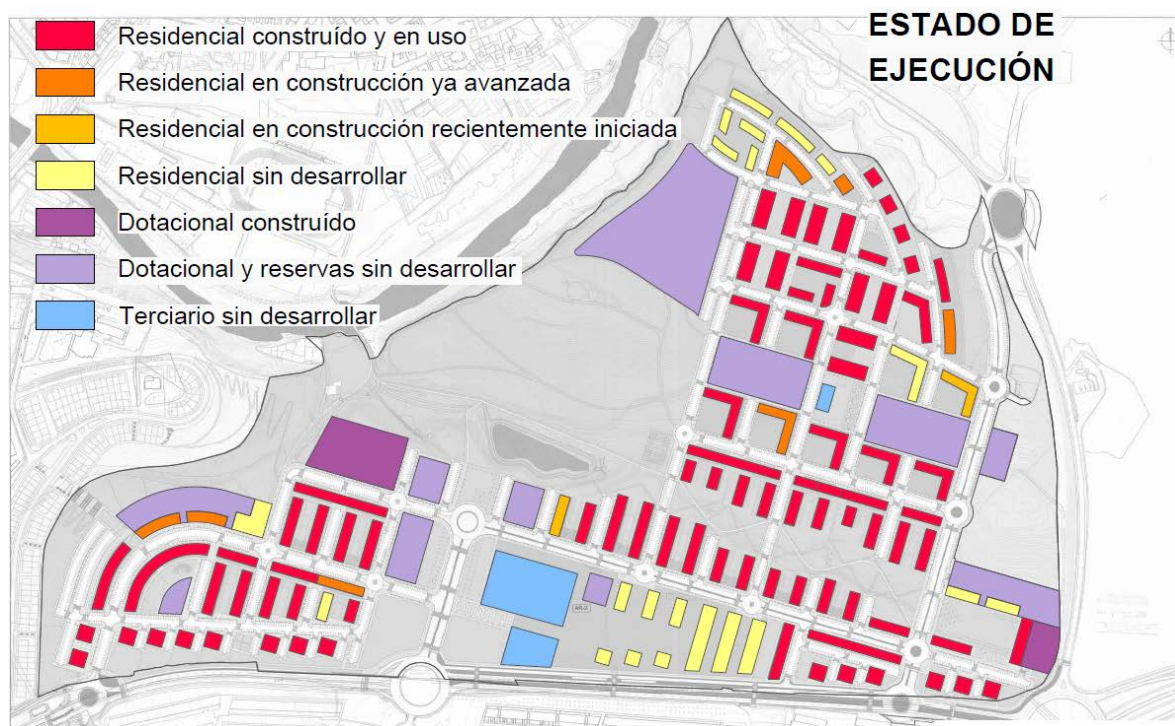 ESTADO DE
EJECUCIÓN
Residencial construído y en uso
Residencial en construcción ya avanzada
Residencial en construcción recientemente iniciada
Residencial sin desarrollar
Dotacional construído
Dotacional y reservas sin desarrollar
Terciario sin desarrollar